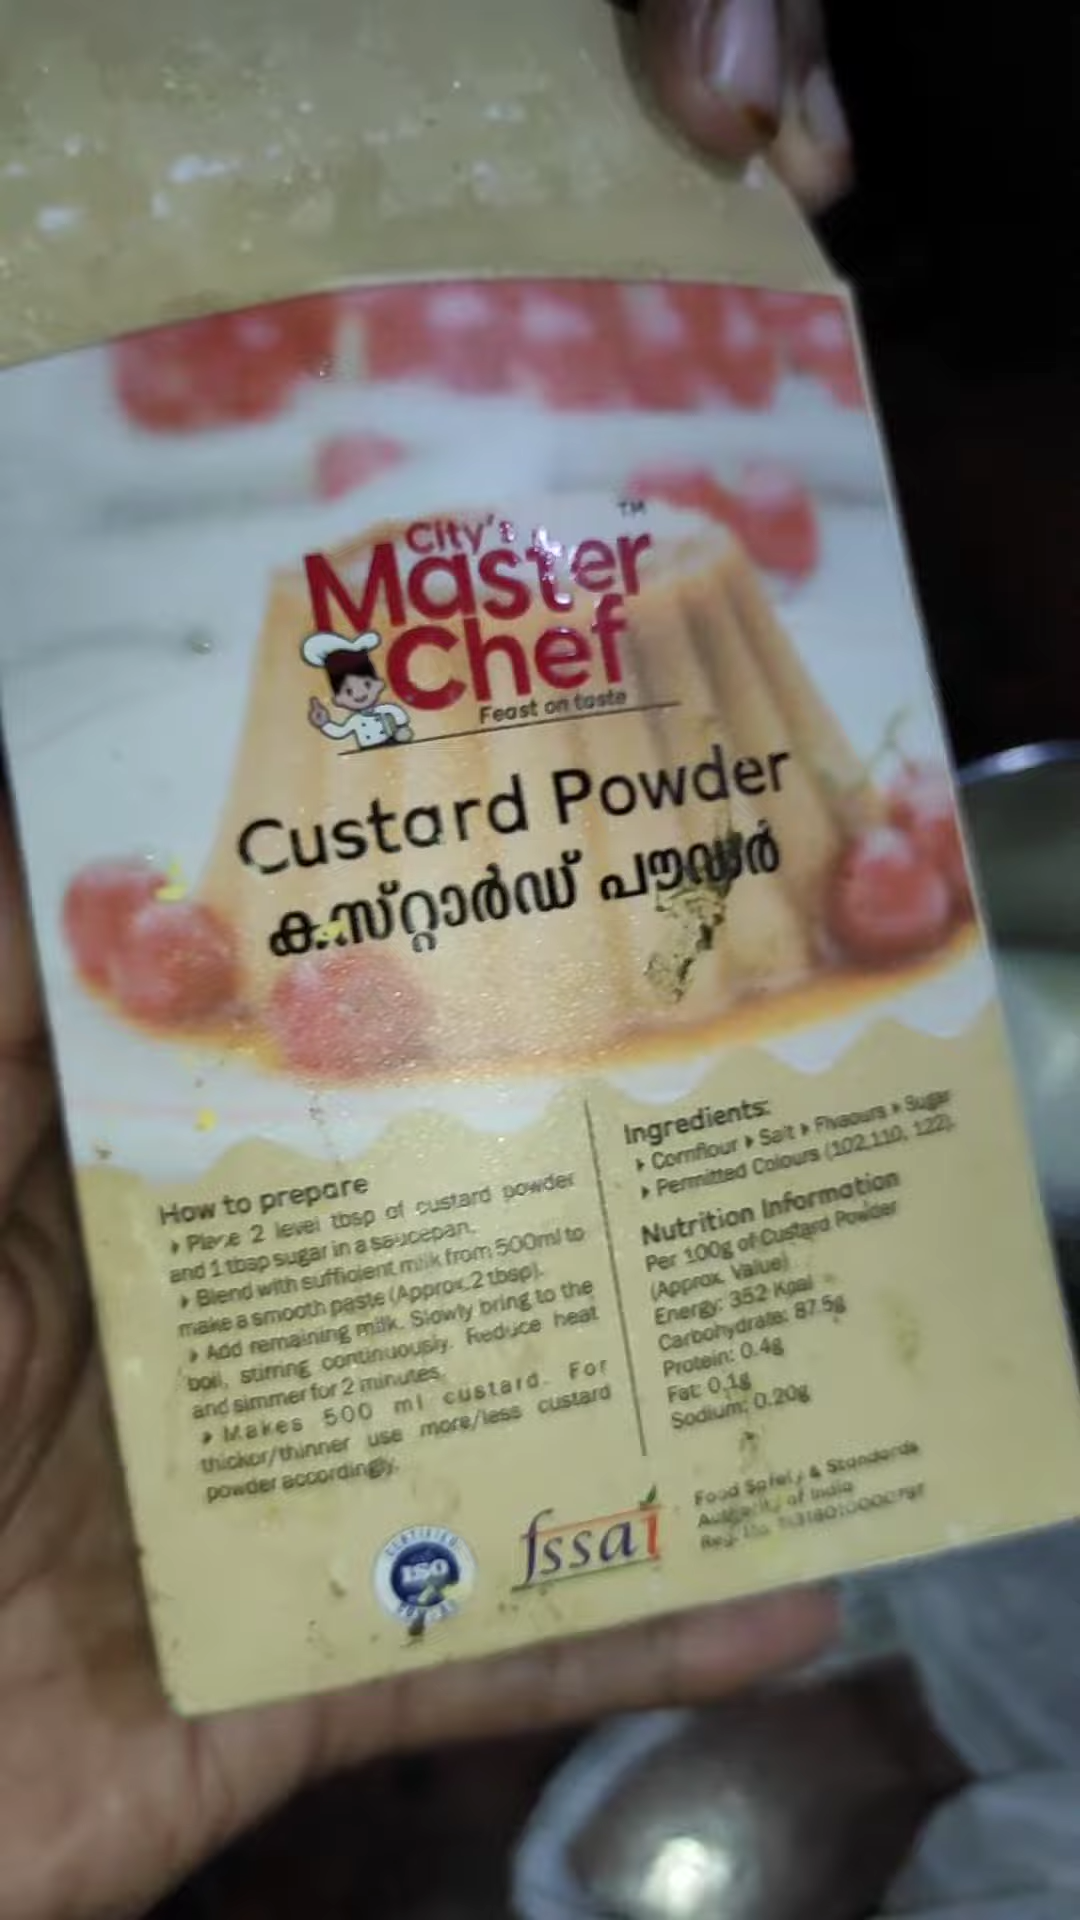 City's
Master
Chef
TM
Feast on taste
Custard Powder
കസ്റ്റാർഡ് പൗഡർ
How to prepare
Place 2 level tbsp of custard powder
and 1 tbsp sugar in a saucepan.
Blend with sufficient milk from 500ml to
make a smooth paste (Approx. 2 tbsp).
Add remaining milk. Slowly bring to the
boil, stirring continuously. Reduce heat
and simmer for 2 minutes.
Makes 500 ml custard. For
thicker/thinner use more/less custard
powder accordingly.
Ingredients:
Cornflour Salt Flvaours Sugar
Permitted Colours (102,110, 122).
Nutrition Information
Per 100g of Custard Powder
(Approx. Value)
Energy: 352 Kcal
Carbohydrate: 87.5g
Protein: 0.4g
Fat: 0.1g
Sodium: 0.20g
CERTIFIED
ISO
fssai
Food Safety & Standards
Authority of India
Reg. No.